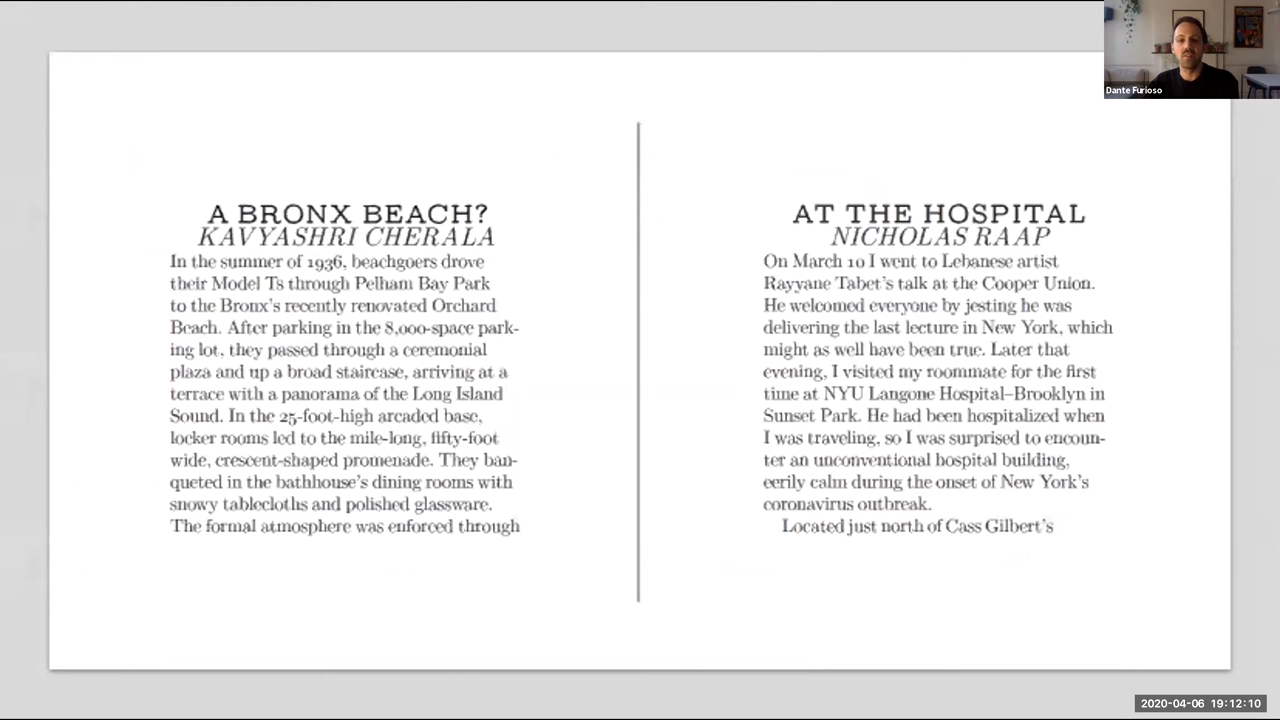 Dante Furioso
A BRONX BEACH?
KAVYASHRI CHERALA
In the summer of 1936, beachgoers drove
their Model Ts through Pelham Bay Park
to the Bronx's recently renovated Orchard
Beach. After parking in the 8,000-space park-
ing lot, they passed through a ceremonial
plaza and up a broad staircase, arriving at a
terrace with a panorama of the Long Island
Sound. In the 25-foot-high arcaded base,
locker rooms led to the mile-long, fifty-foot
wide, crescent-shaped promenade. They ban-
queted in the bathhouse's dining rooms with
snowy tablecloths and polished glassware.
The formal atmosphere was enforced through
AT THE HOSPITAL
NICHOLAS RAAP
On March 10 I went to Lebanese artist
Rayyane Tabet's talk at the Cooper Union.
He welcomed everyone by jesting he was
delivering the last lecture in New York, which
might as well have been true. Later that
evening, I visited my roommate for the first
time at NYU Langone Hospital–Brooklyn in
Sunset Park. He had been hospitalized when
I was traveling, so I was surprised to encoun-
ter an unconventional hospital building,
eerily calm during the onset of New York's
coronavirus outbreak.
Located just north of Cass Gilbert's
2020-04-06 19:12:10